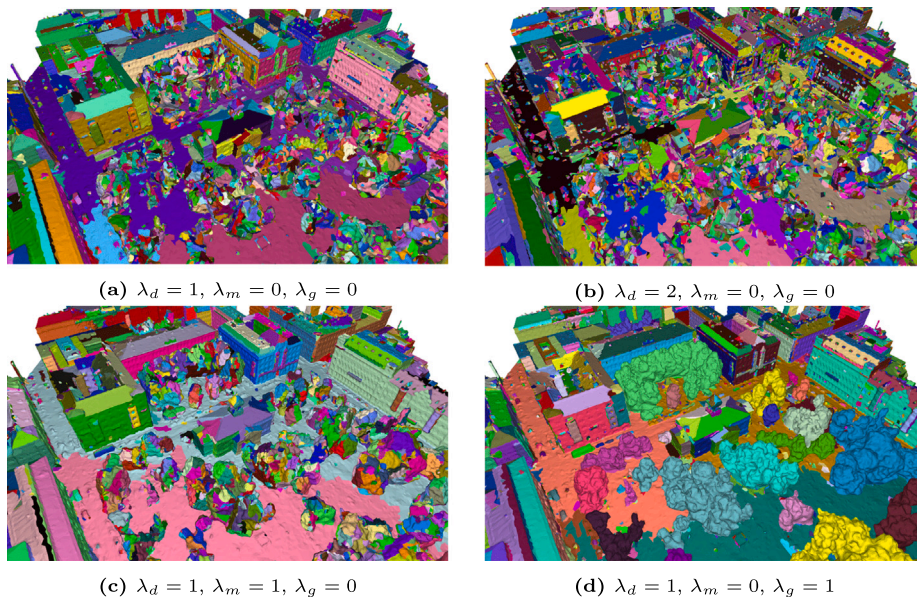 (a) λ_d = 1, λ_m = 0, λ_g = 0
(b) λ_d = 2, λ_m = 0, λ_g = 0
(c) λ_d = 1, λ_m = 1, λ_g = 0
(d) λ_d = 1, λ_m = 0, λ_g = 1